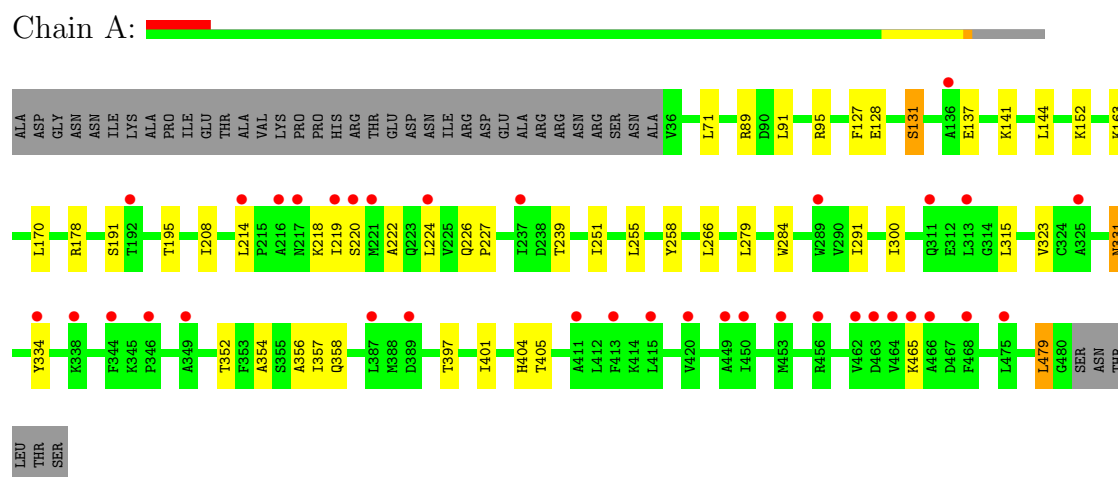 Chain A:
ALA ASP GLY ASN ASN ILE LYS ALA PRO ILE GLU THR ALA VAL LYS PRO PRO HIS ARG THR GLU ASP ASN ILE ARG ASP GLU ALA ARG ARG ASN ARG SER ASN ALA V36 L71 R89 D90 L91 R95 F127 E128 S131 A136 E137 K141 L144 K152 K163
L170 R178 S191 T192 T195 I208 L214 P215 A216 N217 K218 I219 S220 M221 A222 Q223 L224 V225 Q226 P227 I237 D238 T239 I251 L255 Y258 L266 L279 W284 W289 V290 I291 I300 Q311 E312 L313 G314 L315 V323 C324 A325 N331
Y334 K338 F344 K345 P346 A349 T352 F353 A354 S355 A356 I357 Q358 L387 M388 D389 T397 I401 H404 T405 A411 L412 F413 K414 L415 V420 A449 I450 M453 R456 V462 D463 V464 K465 A466 D467 F468 L475 L479 G480 SER ASN THR
LEU THR SER